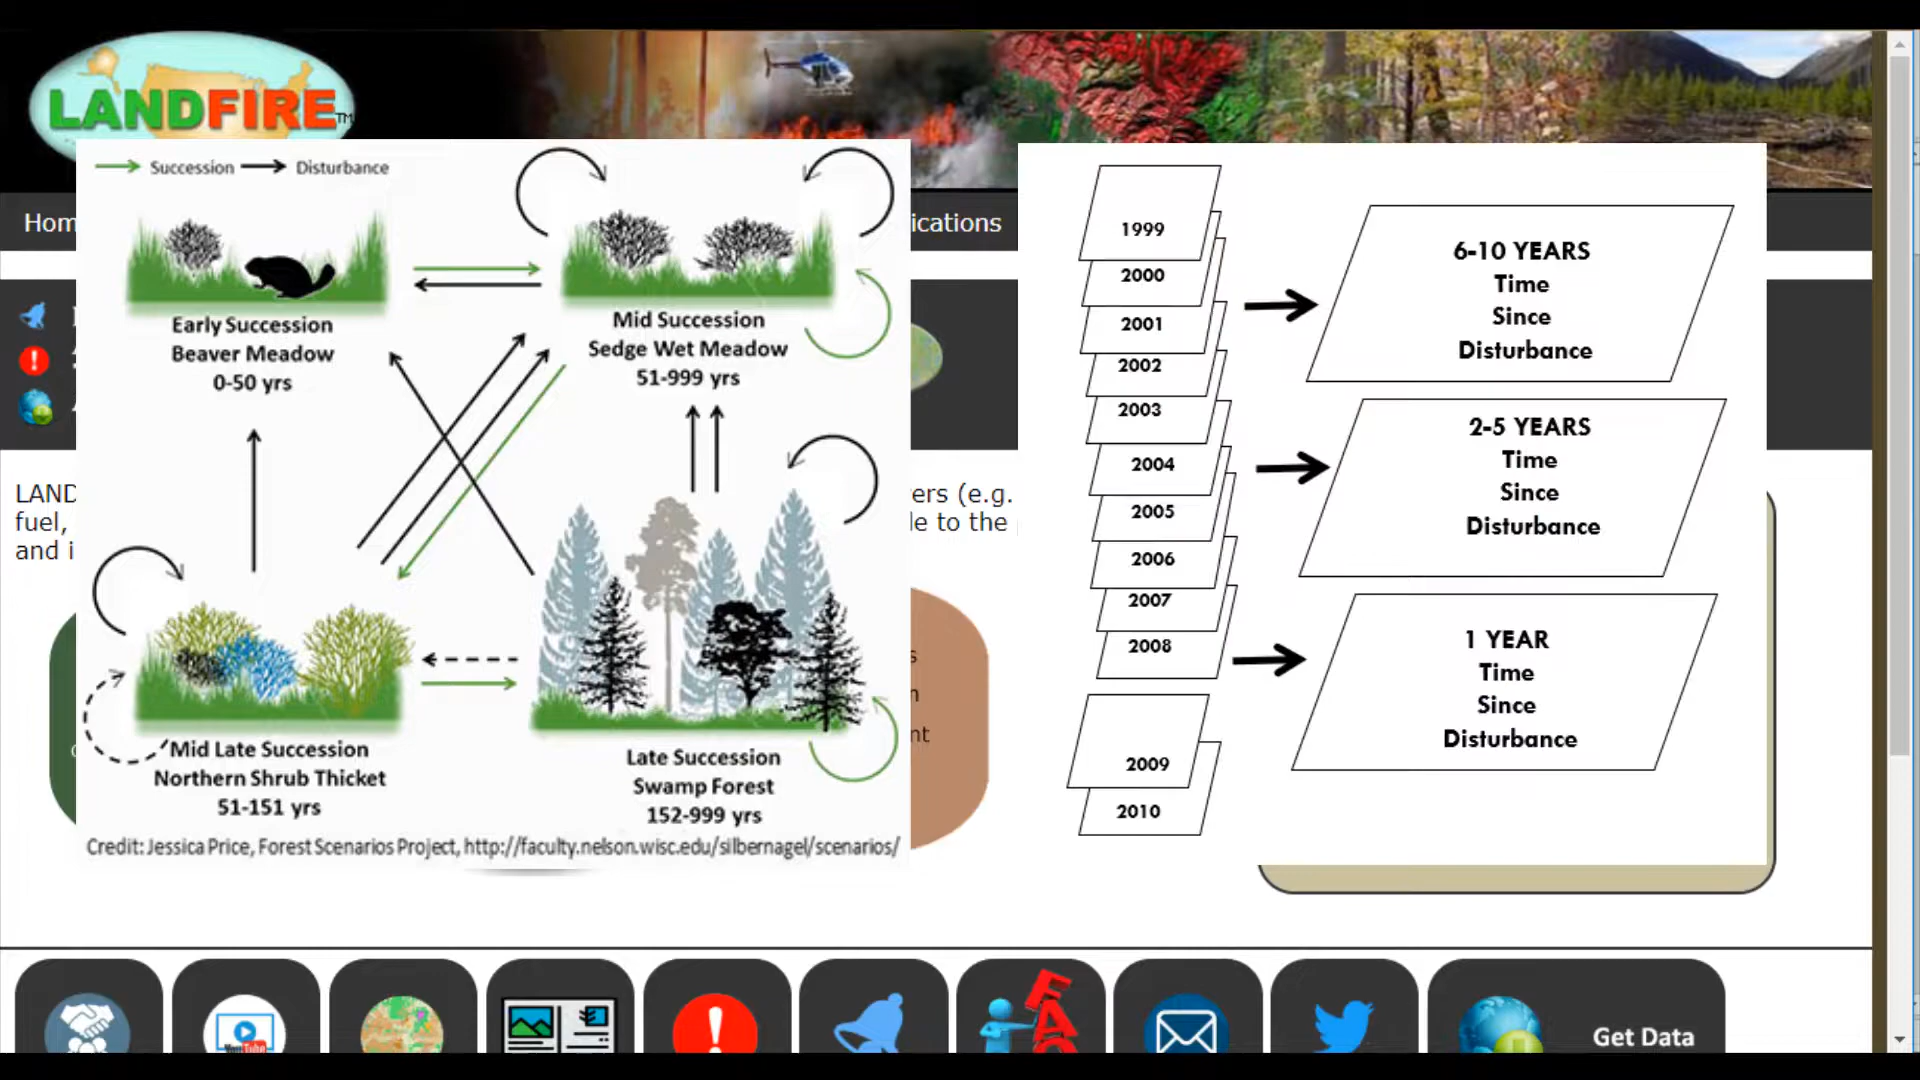 LANDFIRE™
Hom
ications
LAND
fuel,
and i
ers (e.g.
le to the
Succession
Disturbance
Early Succession
Beaver Meadow
0-50 yrs
Mid Succession
Sedge Wet Meadow
51-999 yrs
Mid Late Succession
Northern Shrub Thicket
51-151 yrs
Late Succession
Swamp Forest
152-999 yrs
Credit: Jessica Price, Forest Scenarios Project, http://faculty.nelson.wisc.edu/silbernagel/scenarios/
s
n
nt
1999
2000
2001
2002
2003
2004
2005
2006
2007
2008
2009
2010
6-10 YEARS
Time
Since
Disturbance
2-5 YEARS
Time
Since
Disturbance
1 YEAR
Time
Since
Disturbance
YouTube
FAQ
Get Data